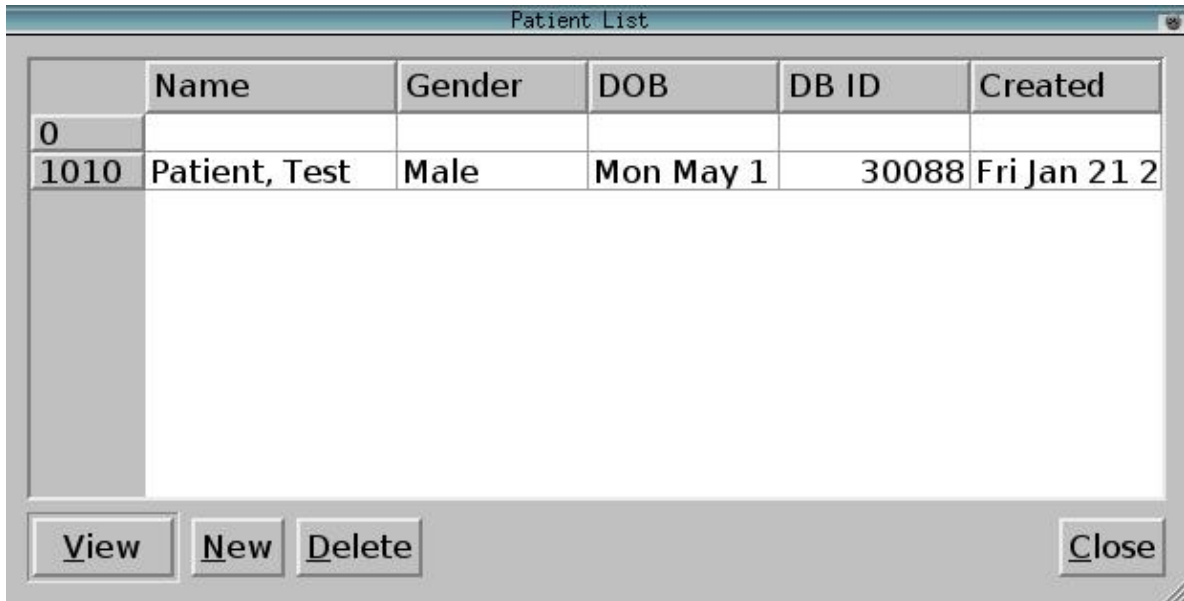 Patient List
Name Gender DOB DB ID Created
0
1010 Patient, Test Male Mon May 1 30088 Fri Jan 21 2
View New Delete Close